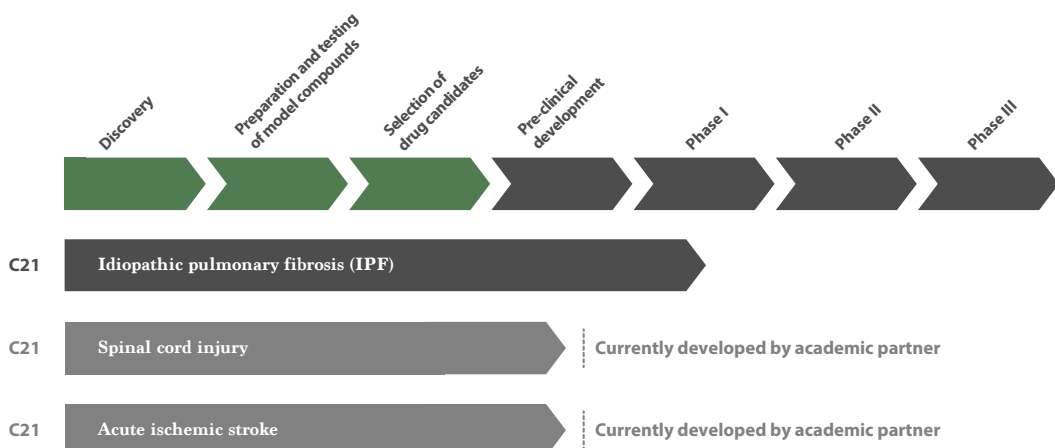 Discovery
Preparation and testing
of model compounds
Selection of
drug candidates
Pre-clinical
development
Phase I
Phase II
Phase III
C21
Idiopathic pulmonary fibrosis (IPF)
C21
Spinal cord injury
Currently developed by academic partner
C21
Acute ischemic stroke
Currently developed by academic partner